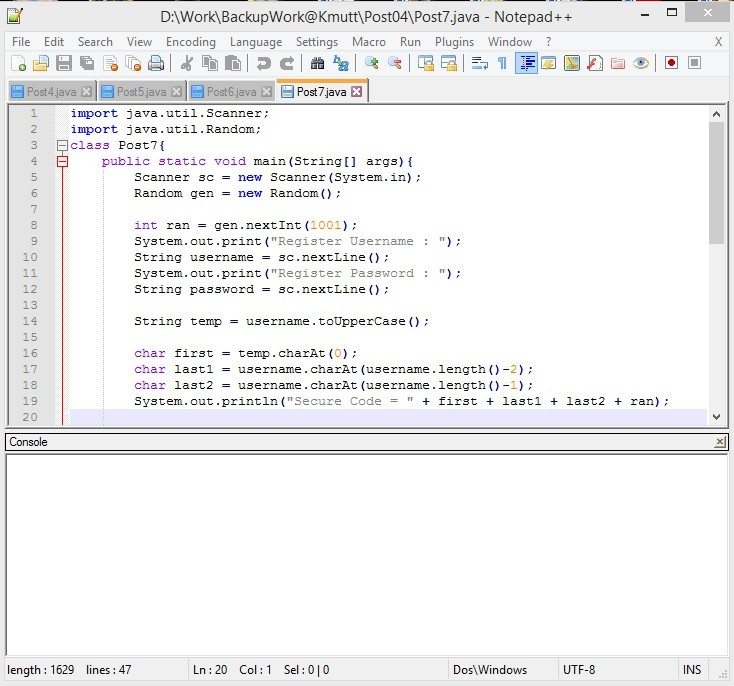 D:\Work\BackupWork@Kmutt\Post04\Post7.java - Notepad++
File Edit Search View Encoding Language Settings Macro Run Plugins Window ? X
Post4.java Post5.java Post6.java Post7.java
1 import java.util.Scanner;
2 import java.util.Random;
3 class Post7{
4 public static void main(String[] args){
5 Scanner sc = new Scanner(System.in);
6 Random gen = new Random();
7
8 int ran = gen.nextInt(1001);
9 System.out.print("Register Username : ");
10 String username = sc.nextLine();
11 System.out.print("Register Password : ");
12 String password = sc.nextLine();
13
14 String temp = username.toUpperCase();
15
16 char first = temp.charAt(0);
17 char last1 = username.charAt(username.length()-2);
18 char last2 = username.charAt(username.length()-1);
19 System.out.println("Secure Code = " + first + last1 + last2 + ran);
20
Console
length : 1629 lines : 47 Ln : 20 Col : 1 Sel : 0 | 0 Dos\Windows UTF-8 INS